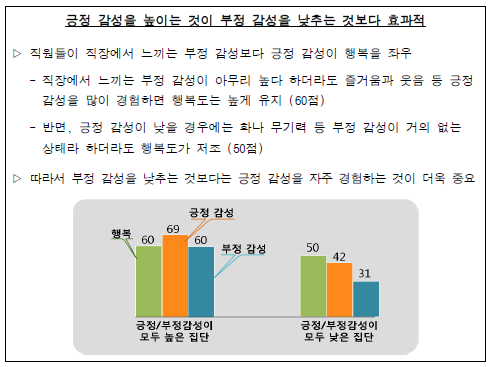 긍정 감성을 높이는 것이 부정 감성을 낮추는 것보다 효과적
▷ 직원들이 직장에서 느끼는 부정 감성보다 긍정 감성이 행복을 좌우
- 직장에서 느끼는 부정 감성이 아무리 높다 하더라도 즐거움과 웃음 등 긍정
감성을 많이 경험하면 행복도는 높게 유지 (60점)
- 반면, 긍정 감성이 낮을 경우에는 화나 무기력 등 부정 감성이 거의 없는
상태라 하더라도 행복도가 저조 (50점)
▷ 따라서 부정 감성을 낮추는 것보다는 긍정 감성을 자주 경험하는 것이 더욱 중요
긍정 감성
행복
60
69
60
부정 감성
50
42
31
긍정/부정감성이
모두 높은 집단
긍정/부정감성이
모두 낮은 집단